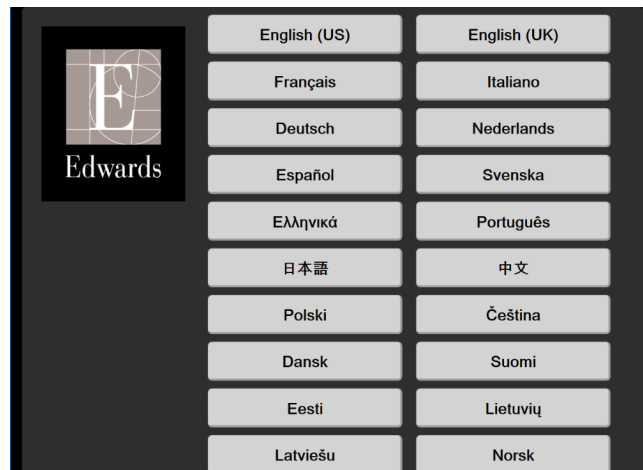 E
Edwards
English (US)
English (UK)
Français
Italiano
Deutsch
Nederlands
Español
Svenska
Ελληνικά
Português
日本語
中文
Polski
Čeština
Dansk
Suomi
Eesti
Lietuvių
Latviešu
Norsk